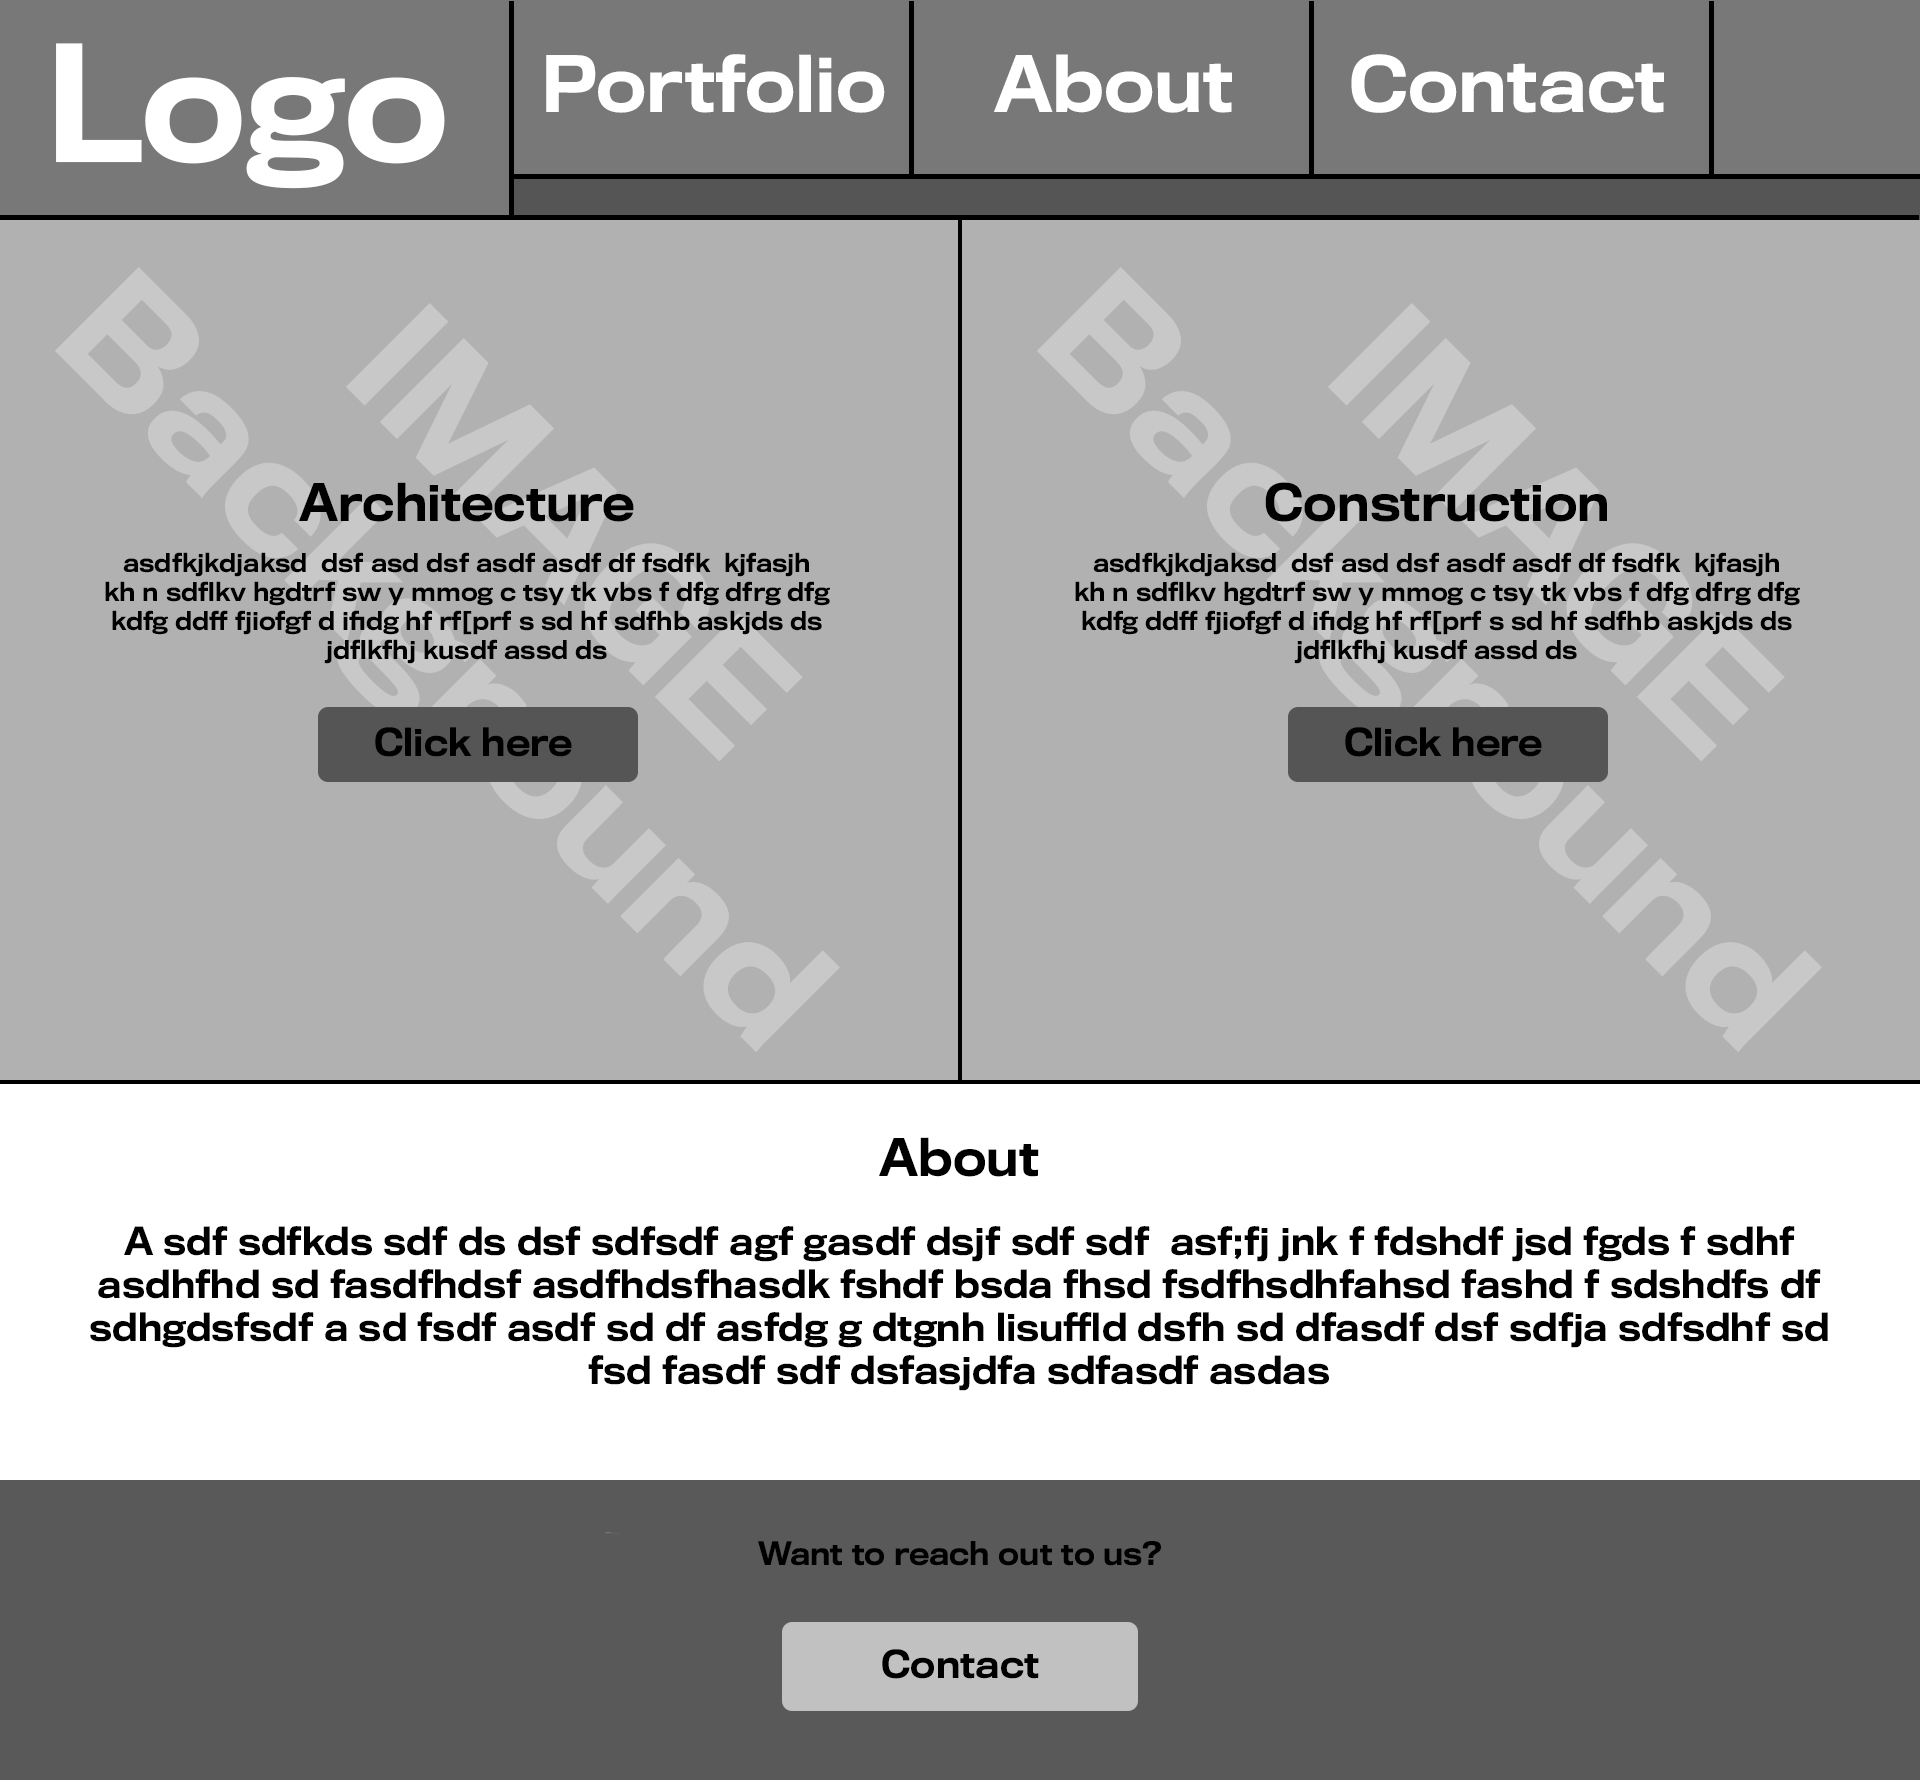 Logo
Portfolio
About
Contact
IMAGE
Background
Architecture
asdfkjkdjaksd  dsf asd dsf asdf asdf df fsdfk  kjfasjh
kh n sdflkv hgdtrf sw y mmog c tsy tk vbs f dfg dfrg dfg
kdfg ddff fjiofgf d ifidg hf rf[prf s sd hf sdfhb askjds ds
jdflkfhj kusdf assd ds
Click here
IMAGE
Background
Construction
asdfkjkdjaksd  dsf asd dsf asdf asdf df fsdfk  kjfasjh
kh n sdflkv hgdtrf sw y mmog c tsy tk vbs f dfg dfrg dfg
kdfg ddff fjiofgf d ifidg hf rf[prf s sd hf sdfhb askjds ds
jdflkfhj kusdf assd ds
Click here
About
A sdf sdfkds sdf ds dsf sdfsdf agf gasdf dsjf sdf sdf  asf;fj jnk f fdshdf jsd fgds f sdhf
asdhfhd sd fasdfhdsf asdfhdsfhasdk fshdf bsda fhsd fsdfhsdhfahsd fashd f sdshdfs df
sdhgdsfsdf a sd fsdf asdf sd df asfdg g dtgnh lisuffld dsfh sd dfasdf dsf sdfja sdfsdhf sd
fsd fasdf sdf dsfasjdfa sdfasdf asdas
Want to reach out to us?
Contact